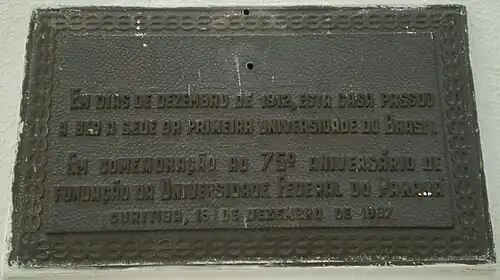 EM DIAS DE DEZEMBRO DE 1912, ESTA CASA PASSOU
A SER A SEDE DA PRIMEIRA UNIVERSIDADE DO BRASIL.
EM COMEMORAÇÃO AO 75º ANIVERSÁRIO DE
FUNDAÇÃO DA UNIVERSIDADE FEDERAL DO PARANÁ
CURITIBA, DE DEZEMBRO DE 1987